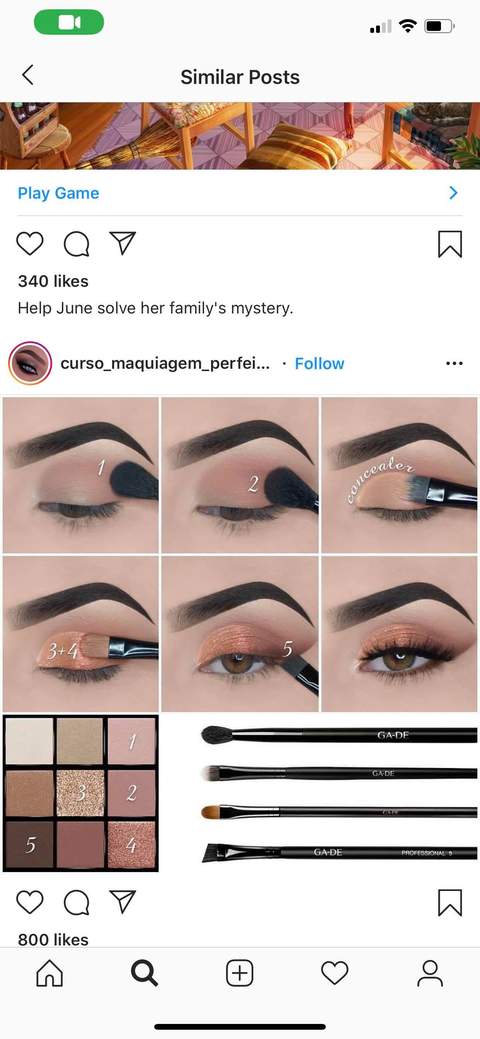 Similar Posts
Play Game
340 likes
Help June solve her family's mystery.
curso_maquiagem_perfei... · Follow
1
2
concealer
3+4
5
1
3
2
5
4
GA-DE
GA-DE
GA-DE
GA-DE PROFESSIONAL 9
800 likes